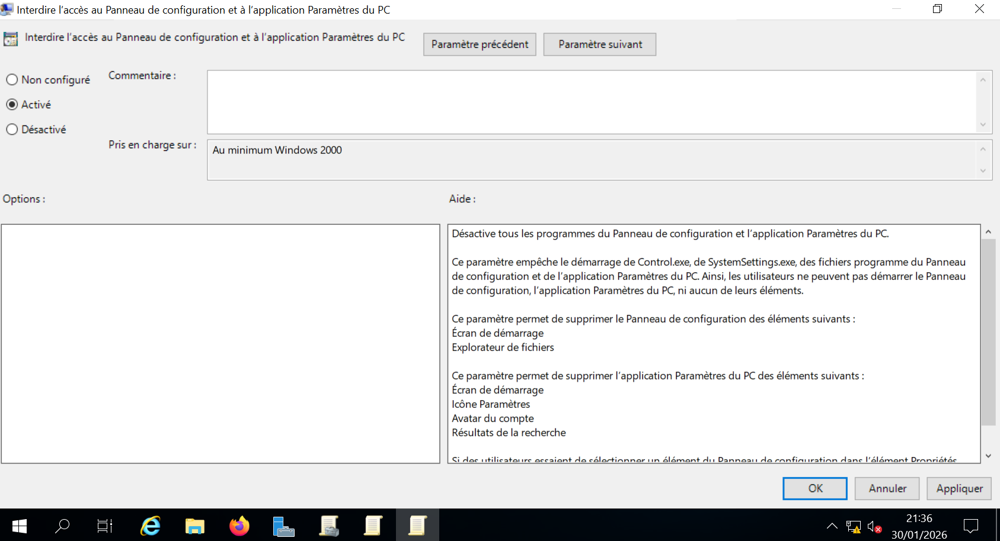 Interdire l'accès au Panneau de configuration et à l'application Paramètres du PC
Interdire l'accès au Panneau de configuration et à l'application Paramètres du PC
Paramètre précédent
Paramètre suivant
Non configuré
Commentaire :
Activé
Désactivé
Pris en charge sur :
Au minimum Windows 2000
Options :
Aide :
Désactive tous les programmes du Panneau de configuration et l'application Paramètres du PC.
Ce paramètre empêche le démarrage de Control.exe, de SystemSettings.exe, des fichiers programme du Panneau
de configuration et de l'application Paramètres du PC. Ainsi, les utilisateurs ne peuvent pas démarrer le Panneau
de configuration, l'application Paramètres du PC, ni aucun de leurs éléments.
Ce paramètre permet de supprimer le Panneau de configuration des éléments suivants :
Écran de démarrage
Explorateur de fichiers
Ce paramètre permet de supprimer l'application Paramètres du PC des éléments suivants :
Écran de démarrage
Icône Paramètres
Avatar du compte
Résultats de la recherche
Si des utilisateurs essaient de sélectionner un élément du Panneau de configuration dans l'élément Propriétés
OK
Annuler
Appliquer
21:36
30/01/2026